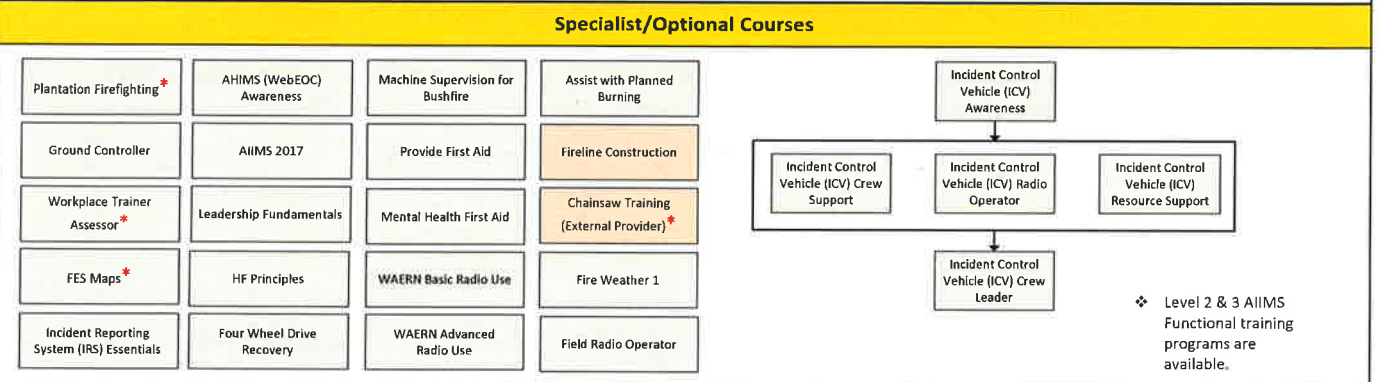 Specialist/Optional Courses
Plantation Firefighting*
AHIMS (WebEOC)
Awareness
Machine Supervision for
Bushfire
Assist with Planned
Burning
Ground Controller
AIIMS 2017
Provide First Aid
Fireline Construction
Workplace Trainer
Assessor*
Leadership Fundamentals
Mental Health First Aid
Chainsaw Training
(External Provider)*
FES Maps*
HF Principles
WAERN Basic Radio Use
Fire Weather 1
Incident Reporting
System (IRS) Essentials
Four Wheel Drive
Recovery
WAERN Advanced
Radio Use
Field Radio Operator
Incident Control
Vehicle (ICV)
Awareness
Incident Control
Vehicle (ICV) Crew
Support
Incident Control
Vehicle (ICV) Radio
Operator
Incident Control
Vehicle (ICV)
Resource Support
Incident Control
Vehicle (ICV) Crew
Leader
❖ Level 2 & 3 AIIMS
Functional training
programs are
available.